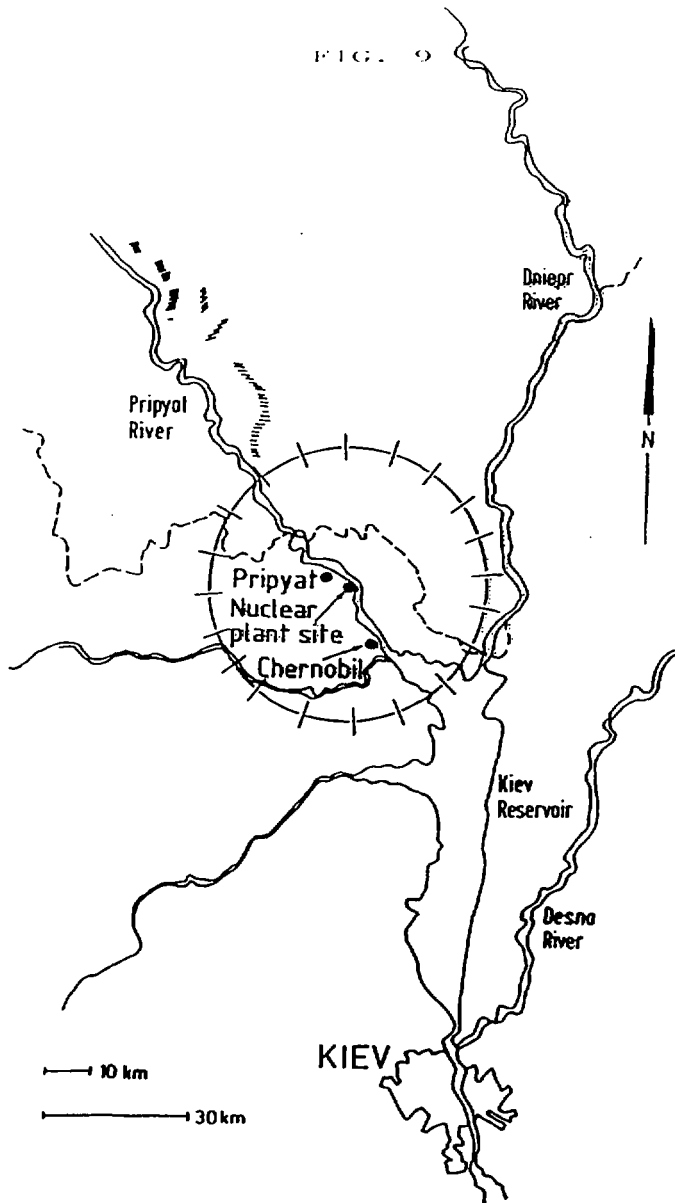 FIG. 9
Dniepr
River
Pripyat
River
N
Pripyat
Nuclear
plant site
Chernobil
Kiev
Reservoir
Desna
River
KIEV
10 km
30 km